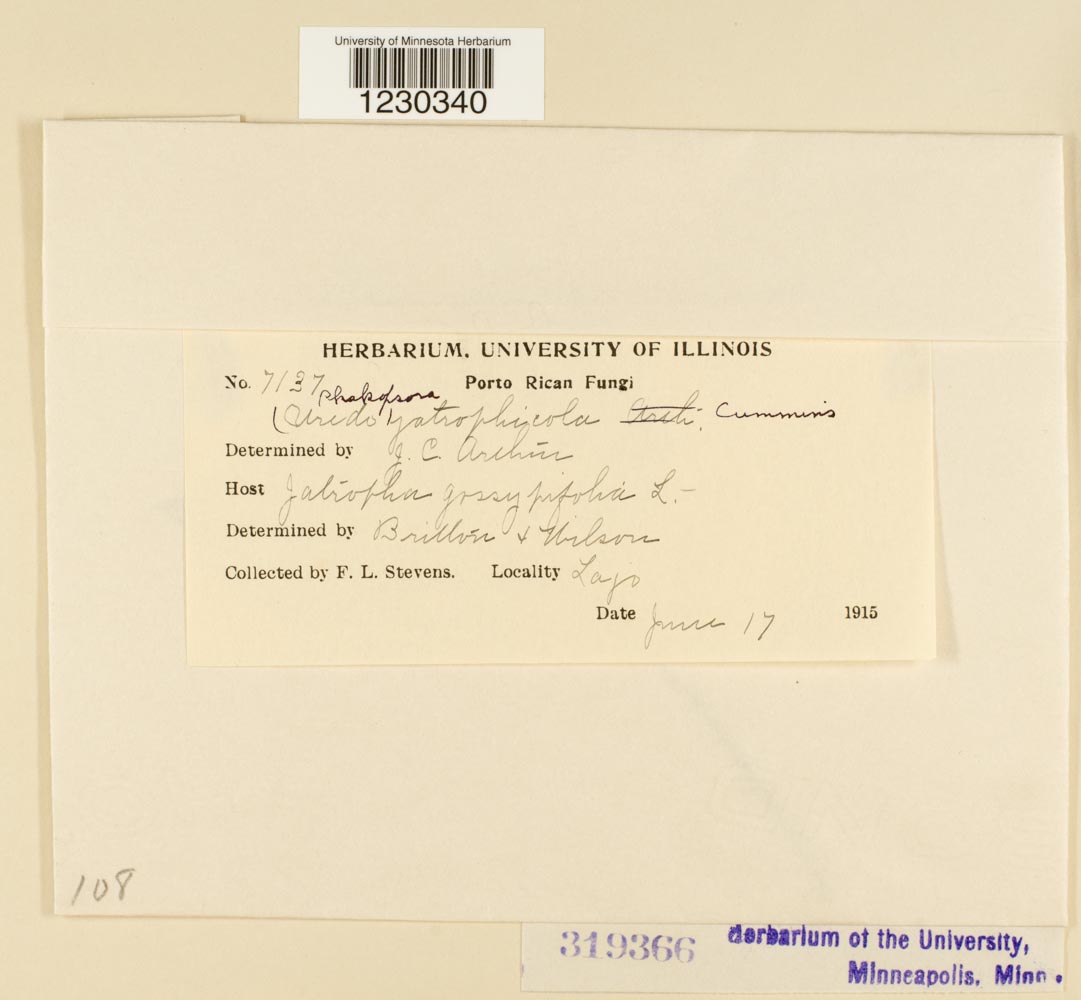 University of Minnesota Herbarium
1230340
HERBARIUM, UNIVERSITY OF ILLINOIS
No. 7137 Porto Rican Fungi
Phakopsora
(Uredo) jatrophicola Arth. Cummins
Determined by J. C. Arthur
Host Jatropha gossypifolia L.-
Determined by Britton & Wilson
Collected by F. L. Stevens. Locality Lajo
Date June 17 1915
108
319366 Herbarium of the University,
Minneapolis, Minn.